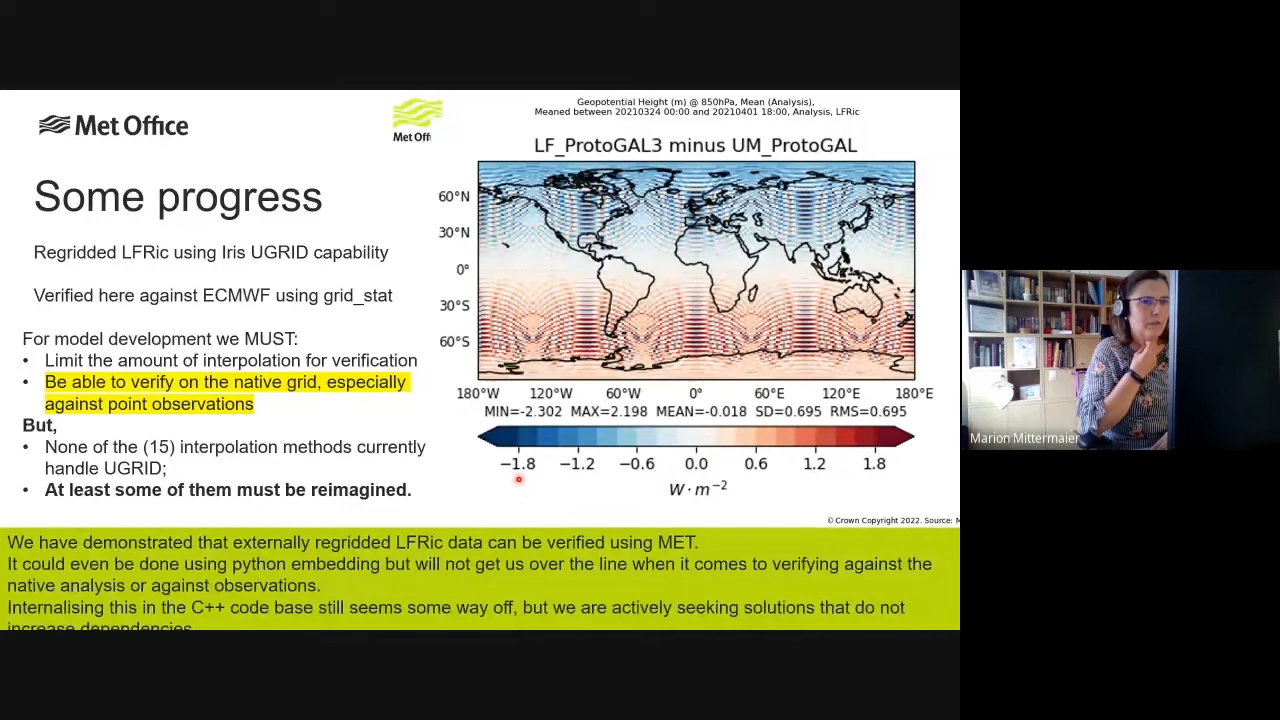 Met Office
Met Offi
Geopotential Height (m) @ 850hPa, Mean (Analysis),
Meaned between 20210324 00:00 and 20210401 18:00, Analysis, LFRic
LF_ProtoGAL3 minus UM_ProtoGAL
Some progress
Regridded LFRic using Iris UGRID capability
Verified here against ECMWF using grid_stat
For model development we MUST:
• Limit the amount of interpolation for verification
• Be able to verify on the native grid, especially
against point observations
But,
• None of the (15) interpolation methods currently
handle UGRID;
• At least some of them must be reimagined.
60°N
30°N
0°
30°S
60°S
180°W 120°W 60°W 0° 60°E 120°E 180°E
MIN=-2.302 MAX=2.198 MEAN=-0.018 SD=0.695 RMS=0.695
−1.8 −1.2 −0.6 0.0 0.6 1.2 1.8
W·m⁻²
© Crown Copyright 2022. Source: M
We have demonstrated that externally regridded LFRic data can be verified using MET.
It could even be done using python embedding but will not get us over the line when it comes to verifying against the
native analysis or against observations.
Internalising this in the C++ code base still seems some way off, but we are actively seeking solutions that do not
increase dependencies
Marion Mittermaier